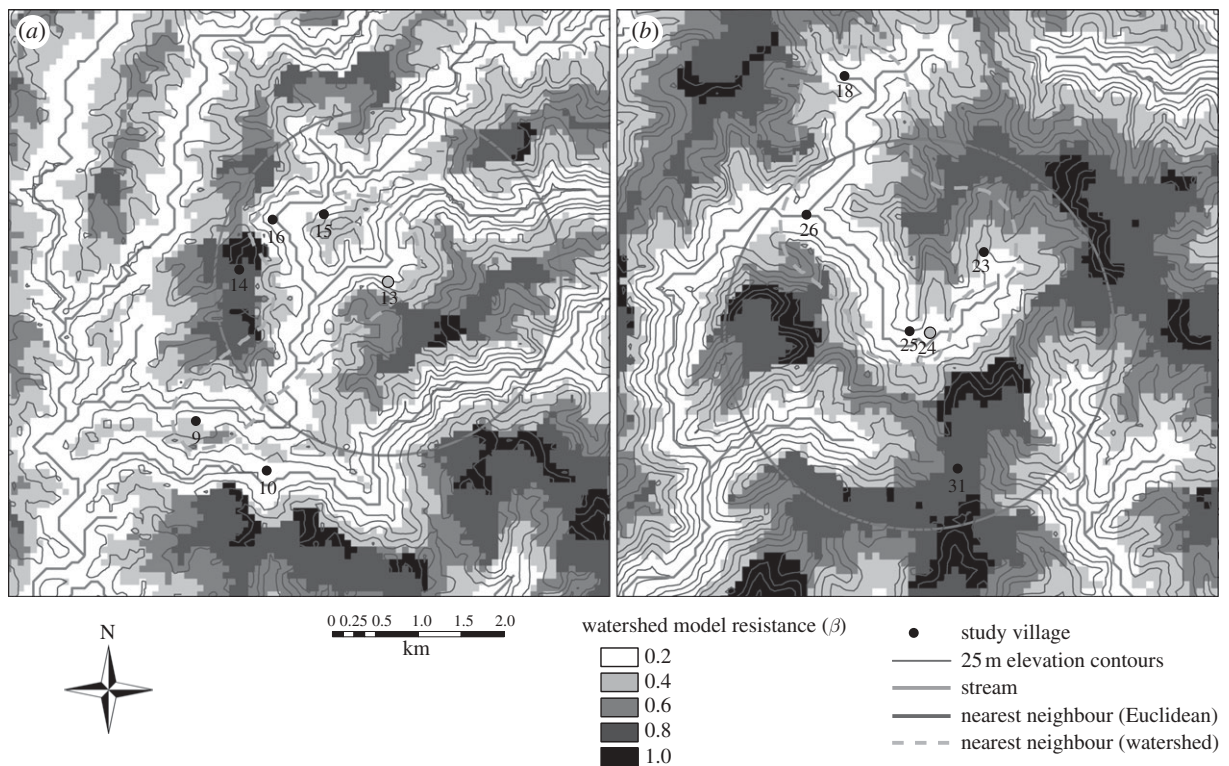 (a)
16
15
14
13
9
10
(b)
18
26
23
25
24
31
N
0 0.25 0.5 1.0 1.5 2.0
km
watershed model resistance (β)
0.2
0.4
0.6
0.8
1.0
study village
25 m elevation contours
stream
nearest neighbour (Euclidean)
nearest neighbour (watershed)